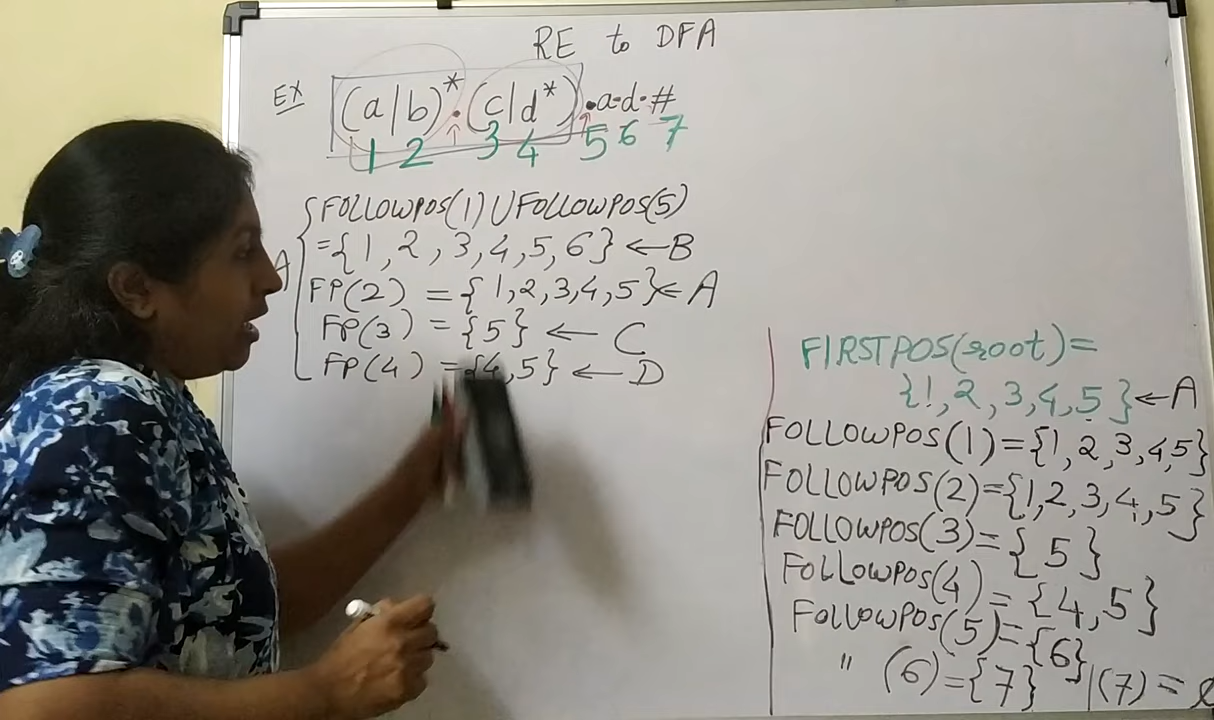 RE to DFA
Ex (a|b)*.(c|d*).a.d.#
1 2 3 4 5 6 7
FOLLOWPOS(1) ∪ FOLLOWPOS(5)
={1,2,3,4,5,6} ← B
A
FP(2) = {1,2,3,4,5} ← A
FP(3) = {5} ← C
FP(4) = {4,5} ← D
FIRSTPOS(root)=
{1,2,3,4,5} ← A
FOLLOWPOS(1)={1,2,3,4,5}
FOLLOWPOS(2)={1,2,3,4,5}
FOLLOWPOS(3)={5}
FOLLOWPOS(4)={4,5}
FOLLOWPOS(5)={6}
" (6)={7} |(7)=